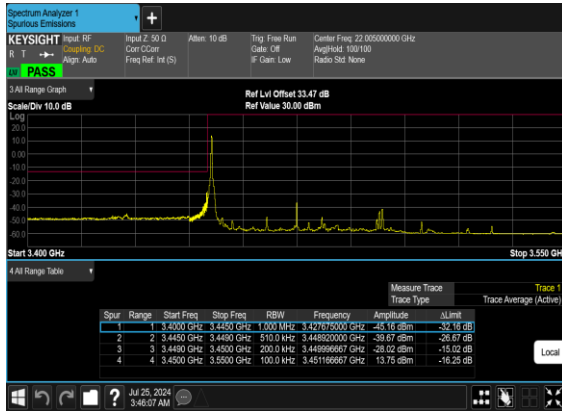 Spectrum Analyzer 1
Spurious Emissions
KEYSIGHT Input: RF Input Z: 50 Ω Atten: 10 dB Trig: Free Run Center Freq: 22.005000000 GHz
R T Coupling: DC Corr CCorr Gate: Off Avg|Hold: 100/100
Align: Auto Freq Ref: Int (S) IF Gain: Low Radio Std: None
PASS
3 All Range Graph
Ref Lvl Offset 33.47 dB
Scale/Div 10.0 dB Ref Value 30.00 dBm
Log
20.0
10.0
0.00
-10.0
-20.0
-30.0
-40.0
-50.0
-60.0
Start 3.400 GHz Stop 3.550 GH
4 All Range Table
Measure Trace Trace 1
Trace Type Trace Average (Active)
Spur Range Start Freq Stop Freq RBW Frequency Amplitude ΔLimit
1 1 3.4000 GHz 3.4450 GHz 1.000 MHz 3.427675000 GHz -45.16 dBm -32.16 dB
2 2 3.4450 GHz 3.4490 GHz 510.0 kHz 3.448920000 GHz -39.67 dBm -26.67 dB
3 3 3.4490 GHz 3.4500 GHz 200.0 kHz 3.449996667 GHz -28.02 dBm -15.02 dB
4 4 3.4500 GHz 3.5500 GHz 100.0 kHz 3.451166667 GHz 13.75 dBm -16.25 dB
Local
? Jul 25, 2024
3:46:07 AM